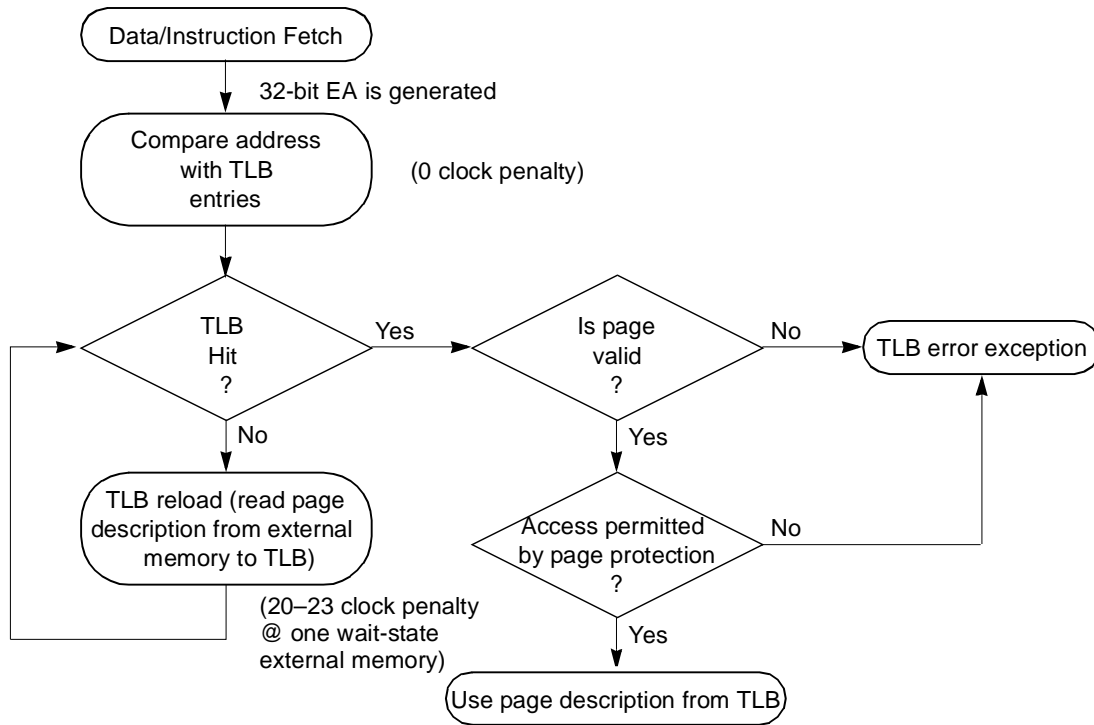 Data/Instruction Fetch
32-bit EA is generated
Compare address
with TLB
entries
(0 clock penalty)
TLB
Hit
?
Yes
Is page
valid
?
No
TLB error exception
No
Yes
TLB reload (read page
description from external
memory to TLB)
Access permitted
by page protection
?
No
(20–23 clock penalty
@ one wait-state
external memory)
Yes
Use page description from TLB